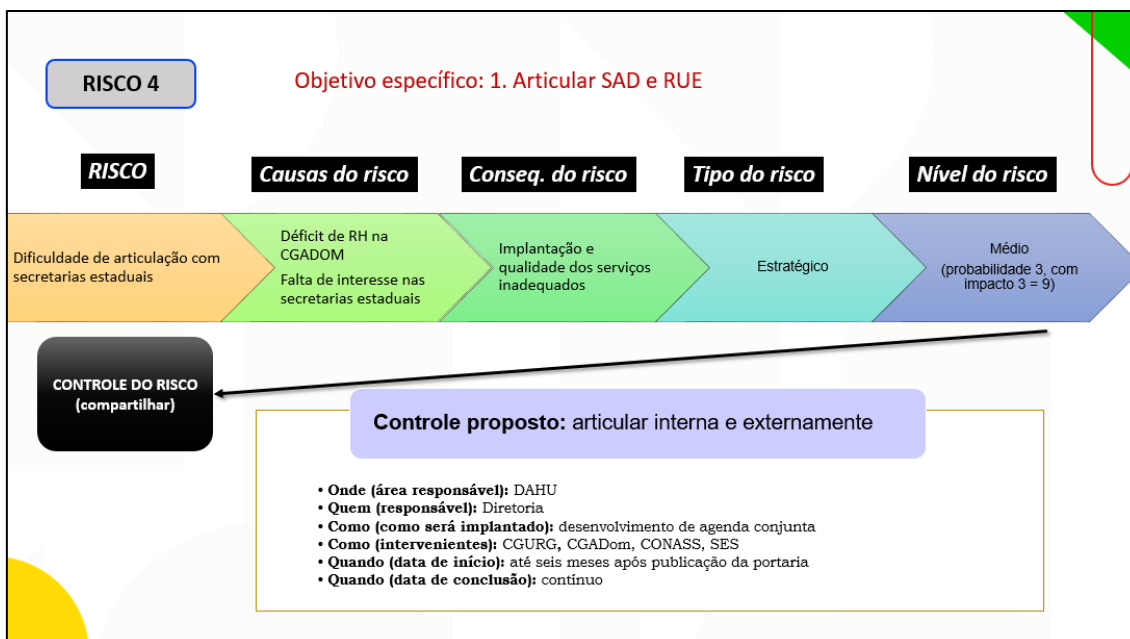 RISCO 4
Objetivo específico: 1. Articular SAD e RUE
RISCO
Causas do risco
Conseq. do risco
Tipo do risco
Nível do risco
Dificuldade de articulação com
secretarias estaduais
Déficit de RH na
CGADOM
Falta de interesse nas
secretarias estaduais
Implantação e
qualidade dos serviços
inadequados
Estratégico
Médio
(probabilidade 3, com
impacto 3 = 9)
CONTROLE DO RISCO
(compartilhar)
Controle proposto: articular interna e externamente
• Onde (área responsável): DAHU
• Quem (responsável): Diretoria
• Como (como será implantado): desenvolvimento de agenda conjunta
• Como (intervenientes): CGURG, CGADom, CONASS, SES
• Quando (data de início): até seis meses após publicação da portaria
• Quando (data de conclusão): contínuo